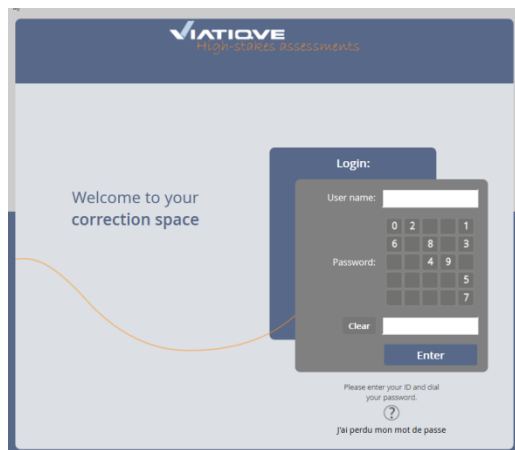 VIATIQUE
High-stakes assessments
Login:
Welcome to your
correction space
User name:
0 2 1
6 8 3
Password: 4 9
5
7
Clear
Enter
Please enter your ID and dial
your password.
?
J'ai perdu mon mot de passe